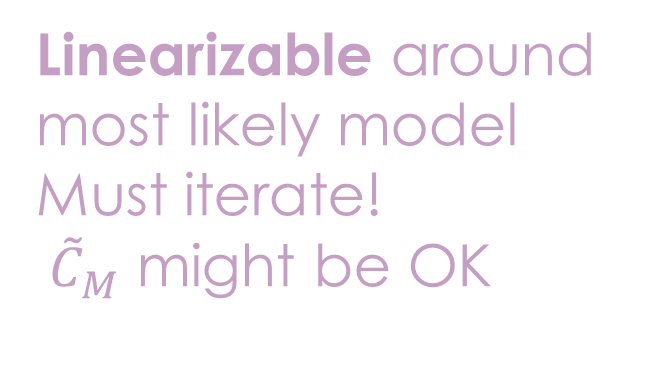 Linearizable around
most likely model
Must iterate!
C̃_M might be OK